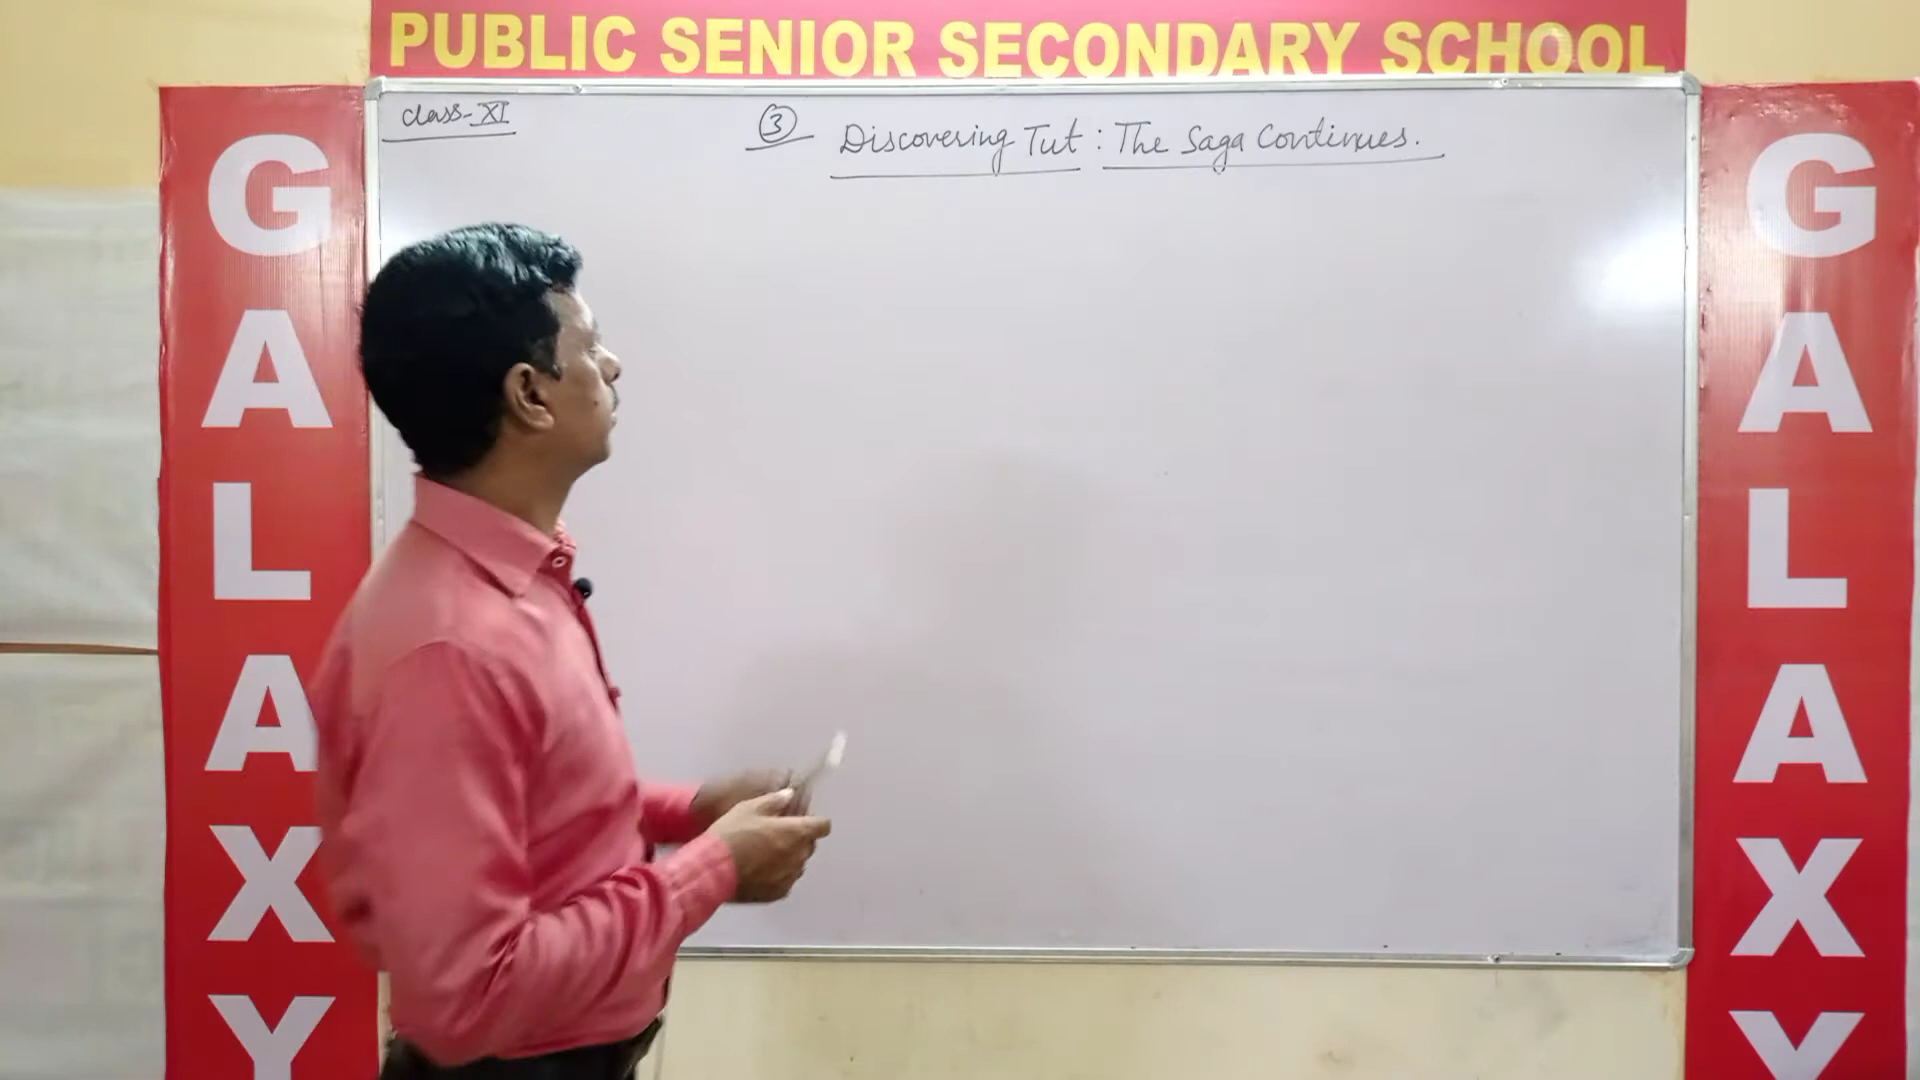 PUBLIC SENIOR SECONDARY SCHOOL
class-XI
3 Discovering Tut : The Saga Continues.
GALAXY
GALAXY